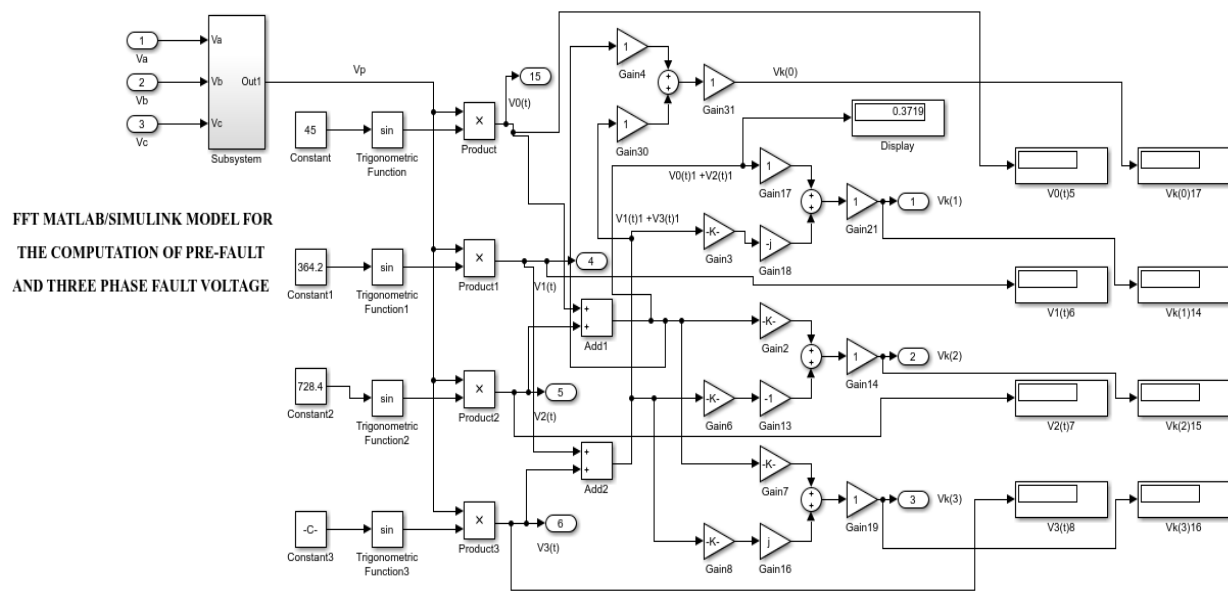 1
Va
2
Vb
3
Vc
Va
Vb
Vc
Out1
Subsystem
Vp
45
Constant
sin
Trigonometric
Function
×
Product
15
V0(t)
1
Gain4
1
Gain30
+
+
1
Gain31
Vk(0)
0.3719
Display
V0(t)5
Vk(0)17
V0(t)1 +V2(t)1
1
Gain17
V1(t)1 +V3(t)1
-K-
Gain3
-j
Gain18
+
+
1
Gain21
1
Vk(1)
FFT MATLAB/SIMULINK MODEL FOR
THE COMPUTATION OF PRE-FAULT
AND THREE PHASE FAULT VOLTAGE
364.2
Constant1
sin
Trigonometric
Function1
×
Product1
4
V1(t)
V1(t)6
Vk(1)14
+
+
Add1
-K-
Gain2
-K-
Gain6
-1
Gain13
+
+
1
Gain14
2
Vk(2)
728.4
Constant2
sin
Trigonometric
Function2
×
Product2
5
V2(t)
V2(t)7
Vk(2)15
+
+
Add2
-K-
Gain7
-K-
Gain8
j
Gain16
+
+
1
Gain19
3
Vk(3)
-C-
Constant3
sin
Trigonometric
Function3
×
Product3
6
V3(t)
V3(t)8
Vk(3)16